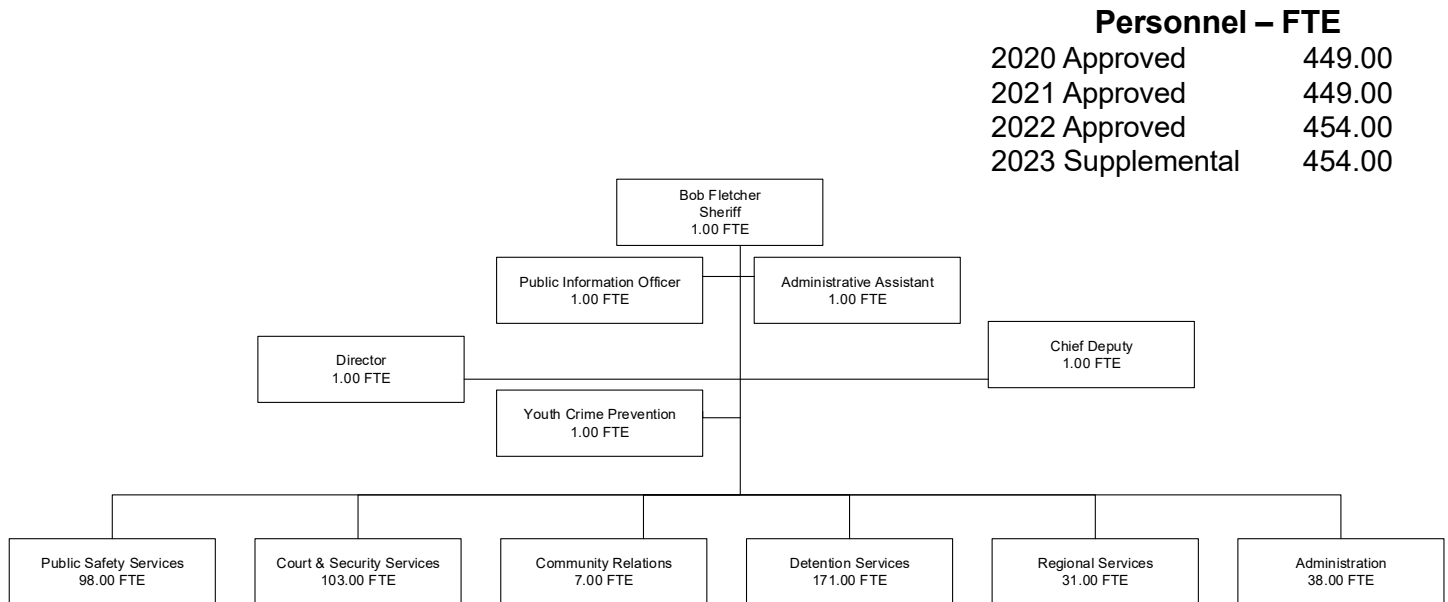 Personnel – FTE
2020 Approved 449.00
2021 Approved 449.00
2022 Approved 454.00
2023 Supplemental 454.00
Bob Fletcher
Sheriff
1.00 FTE
Public Information Officer
1.00 FTE
Administrative Assistant
1.00 FTE
Director
1.00 FTE
Chief Deputy
1.00 FTE
Youth Crime Prevention
1.00 FTE
Public Safety Services
98.00 FTE
Court & Security Services
103.00 FTE
Community Relations
7.00 FTE
Detention Services
171.00 FTE
Regional Services
31.00 FTE
Administration
38.00 FTE